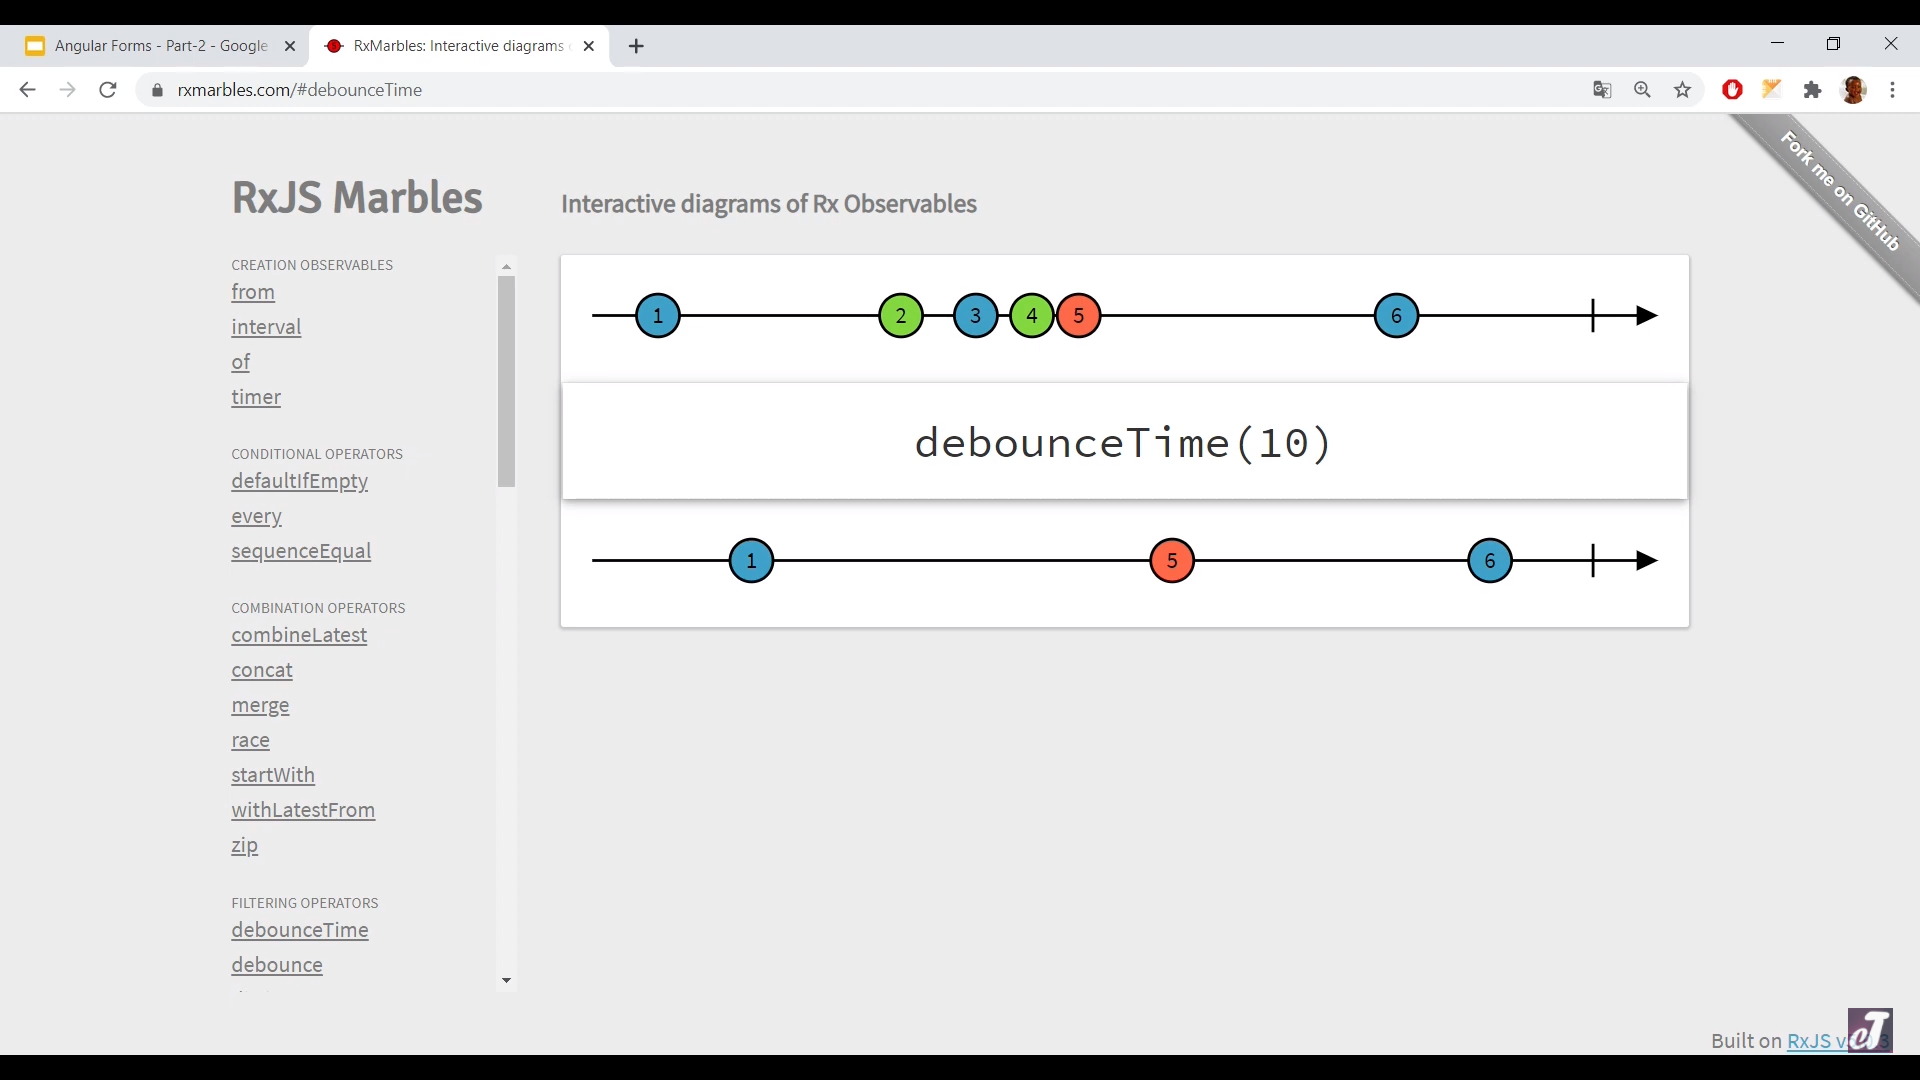 Angular Forms - Part-2 - Google
RxMarbles: Interactive diagrams
rxmarbles.com/#debounceTime
Fork me on GitHub
RxJS Marbles
Interactive diagrams of Rx Observables
CREATION OBSERVABLES
from
interval
of
timer
CONDITIONAL OPERATORS
defaultIfEmpty
every
sequenceEqual
COMBINATION OPERATORS
combineLatest
concat
merge
race
startWith
withLatestFrom
zip
FILTERING OPERATORS
debounceTime
debounce
1 2 3 4 5 6
debounceTime(10)
1 5 6
Built on RxJS